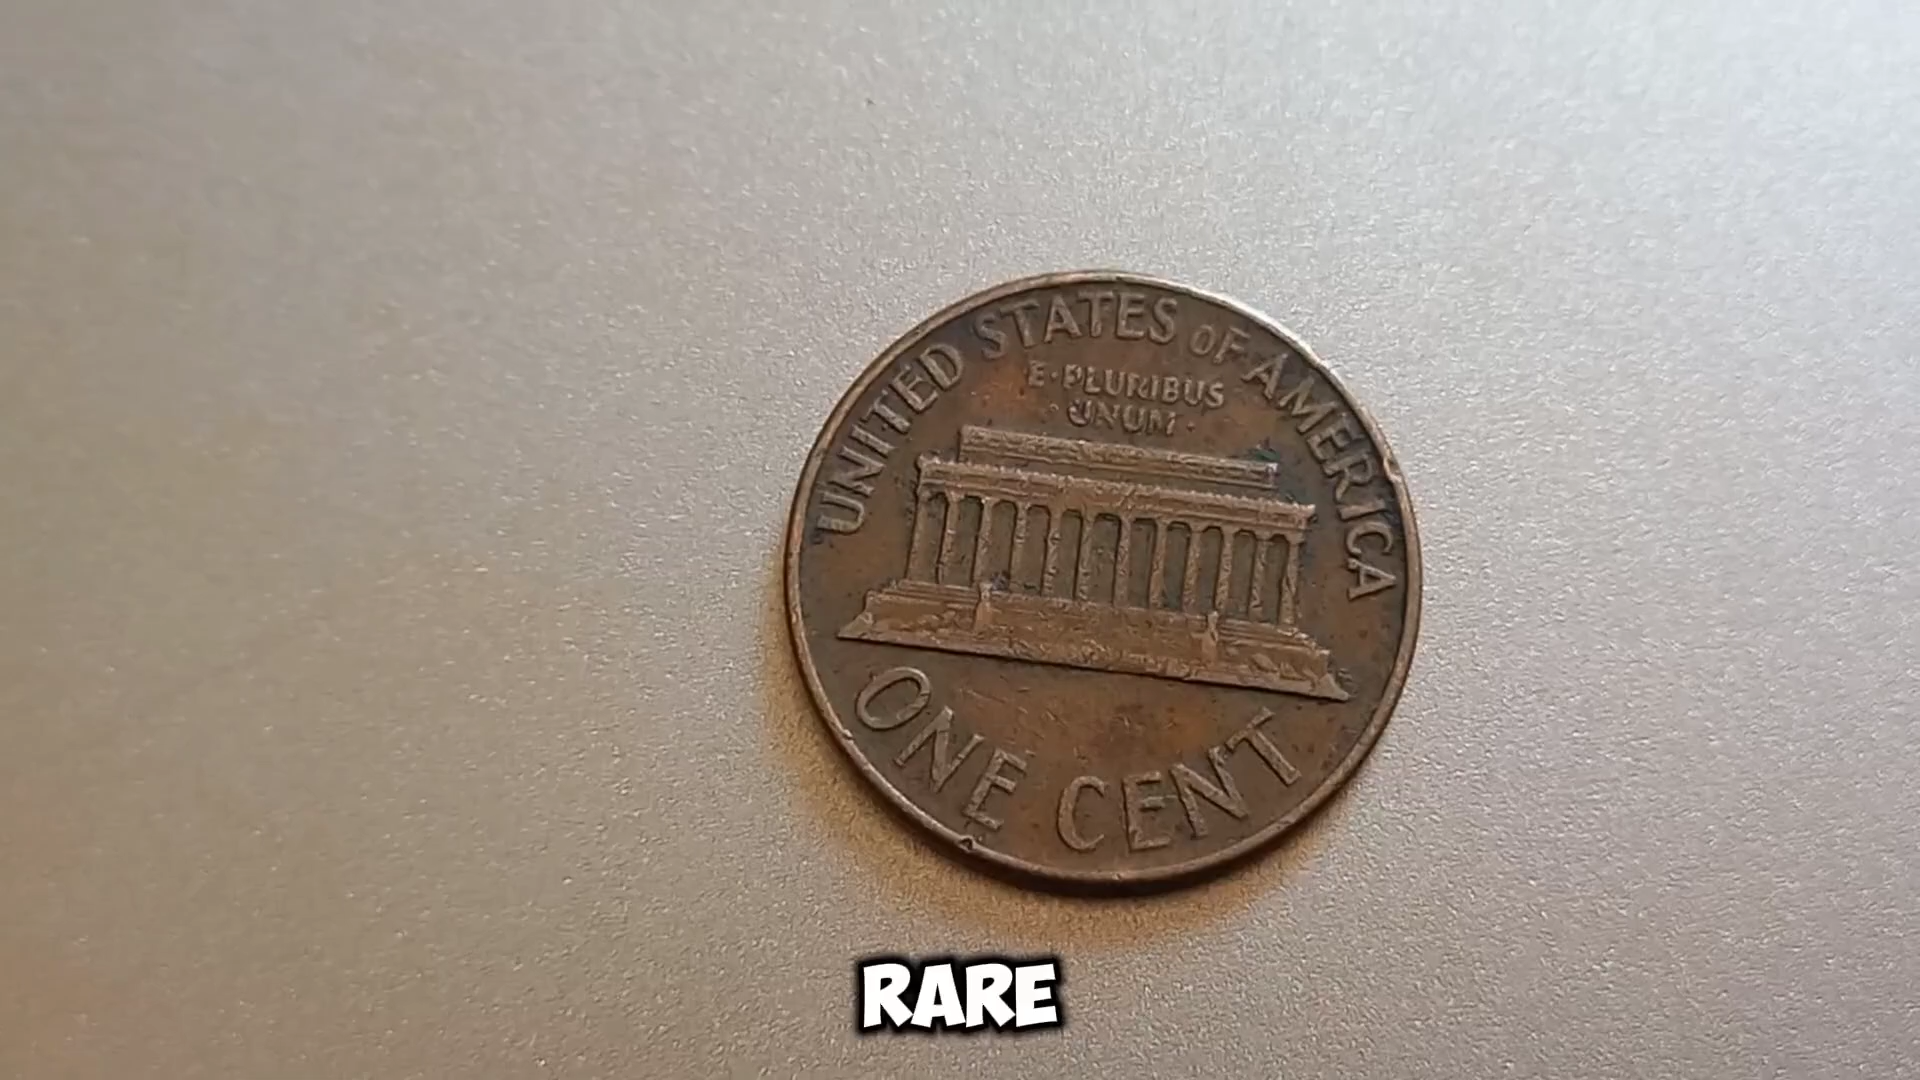 UNITED STATES OF AMERICA
E·PLURIBUS
·UNUM·
ONE CENT
RARE